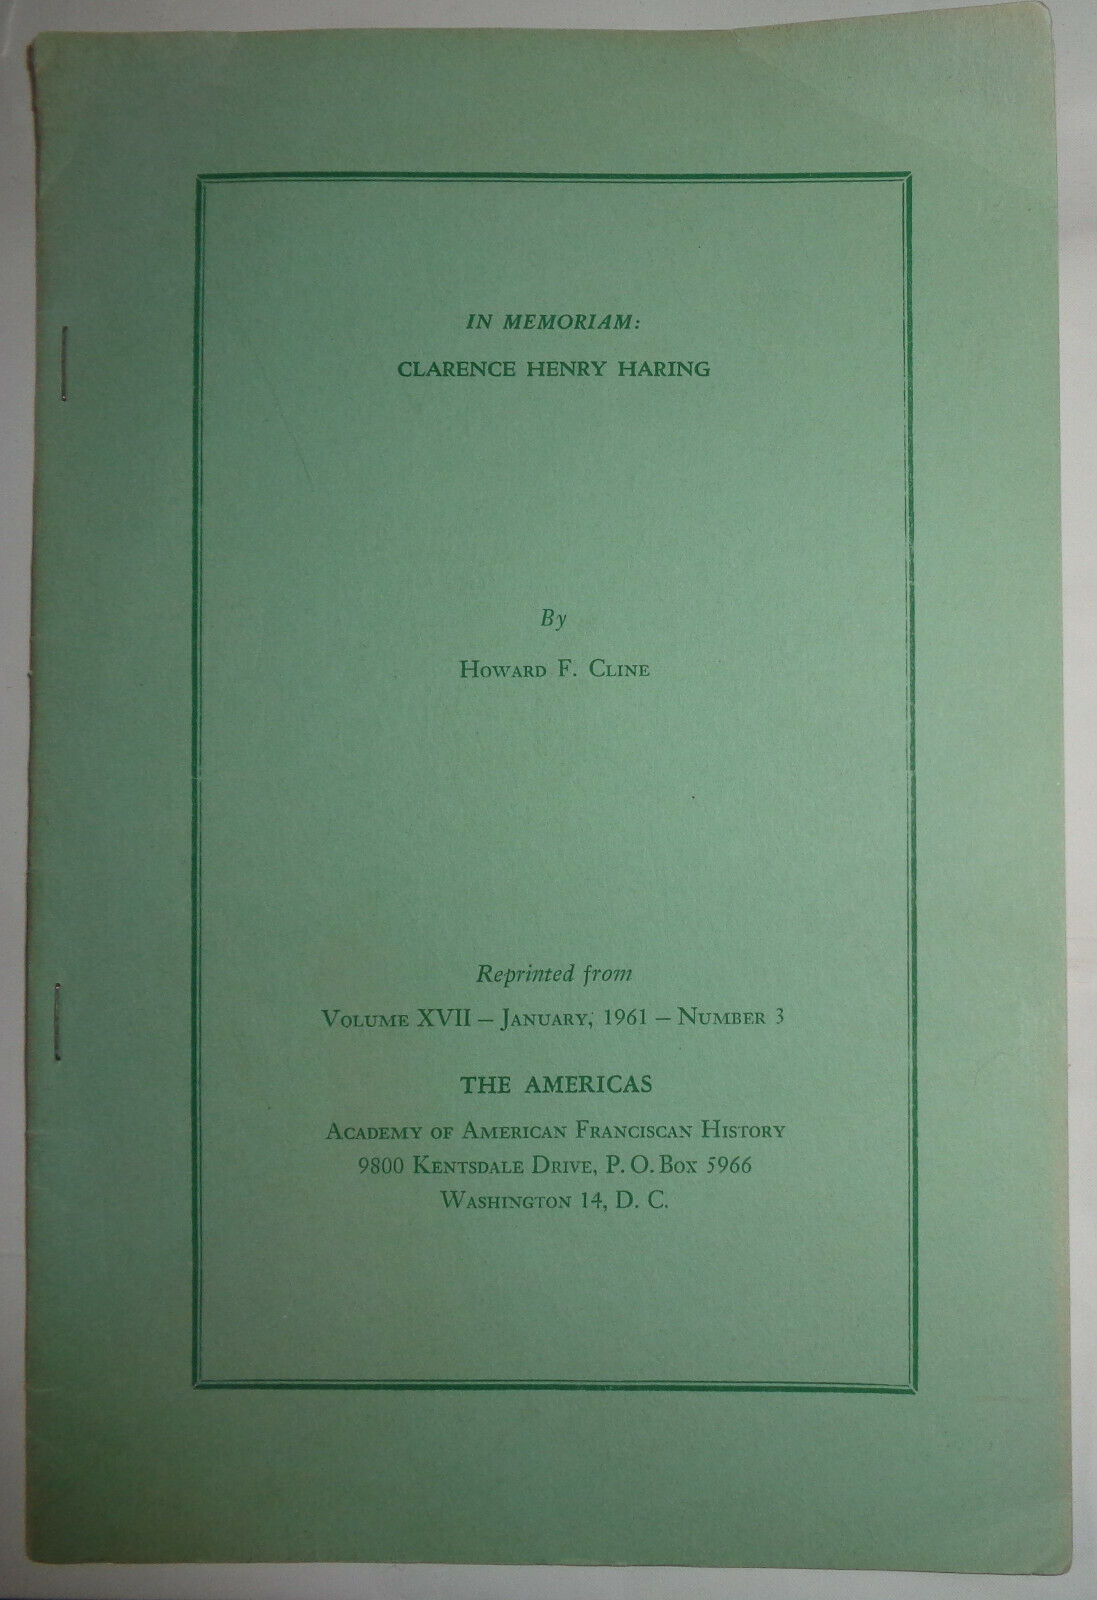 IN MEMORIAM:
CLARENCE HENRY HARING
By
HOWARD F. CLINE
Reprinted from
VOLUME XVII – JANUARY, 1961 – NUMBER 3
THE AMERICAS
ACADEMY OF AMERICAN FRANCISCAN HISTORY
9800 KENTSDALE DRIVE, P. O. BOX 5966
WASHINGTON 14, D. C.